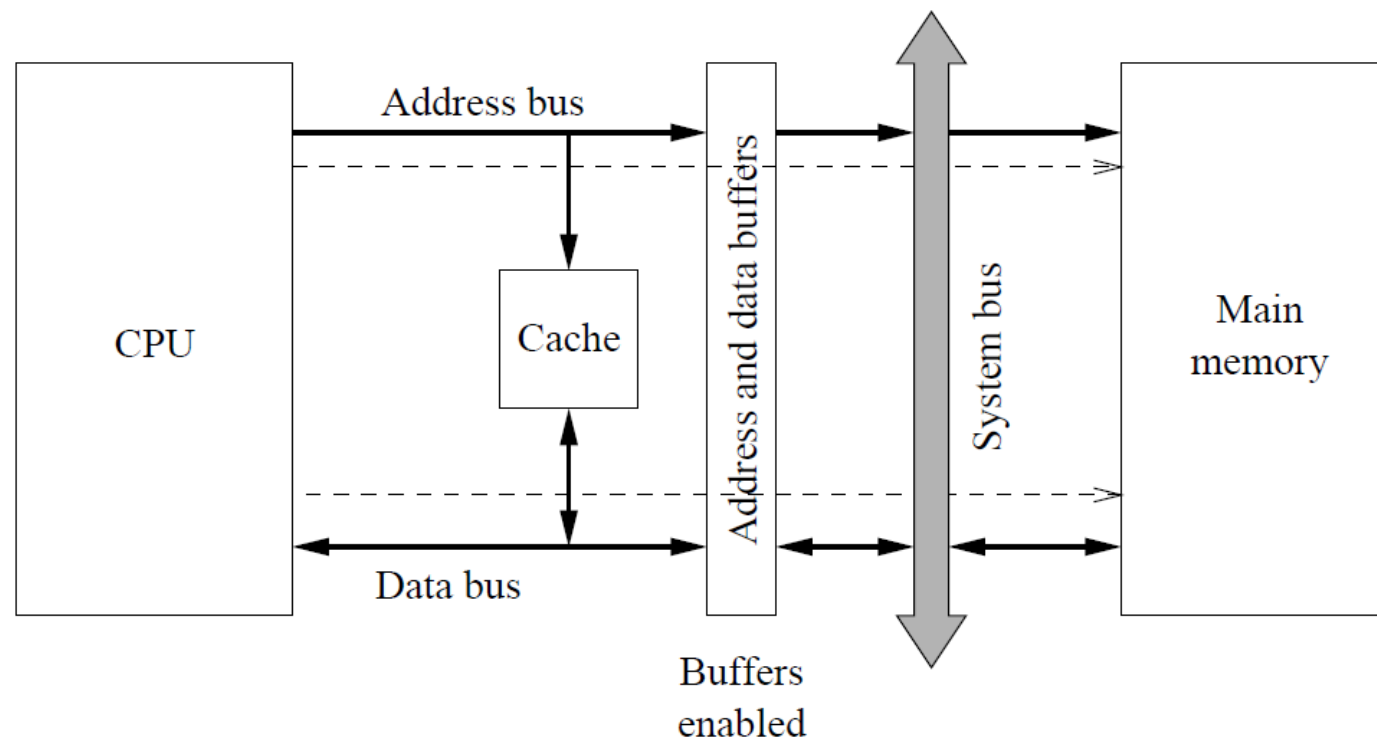 Address bus
Address and data buffers
System bus
CPU
Cache
Main
memory
Data bus
Buffers
enabled